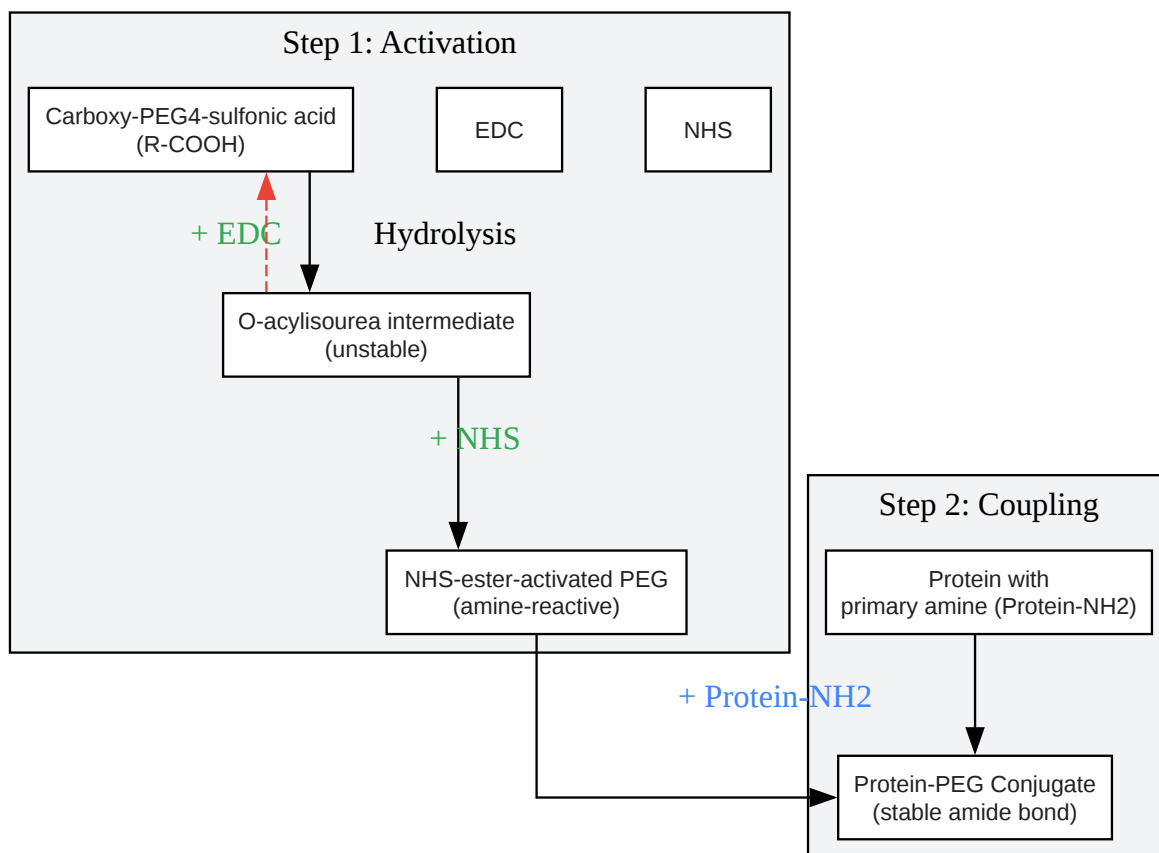 Step 1: Activation
Carboxy-PEG4-sulfonic acid
(R-COOH)
EDC
NHS
+ EDC
Hydrolysis
O-acylisourea intermediate
(unstable)
+ NHS
NHS-ester-activated PEG
(amine-reactive)
Step 2: Coupling
Protein with
primary amine (Protein-NH2)
+ Protein-NH2
Protein-PEG Conjugate
(stable amide bond)